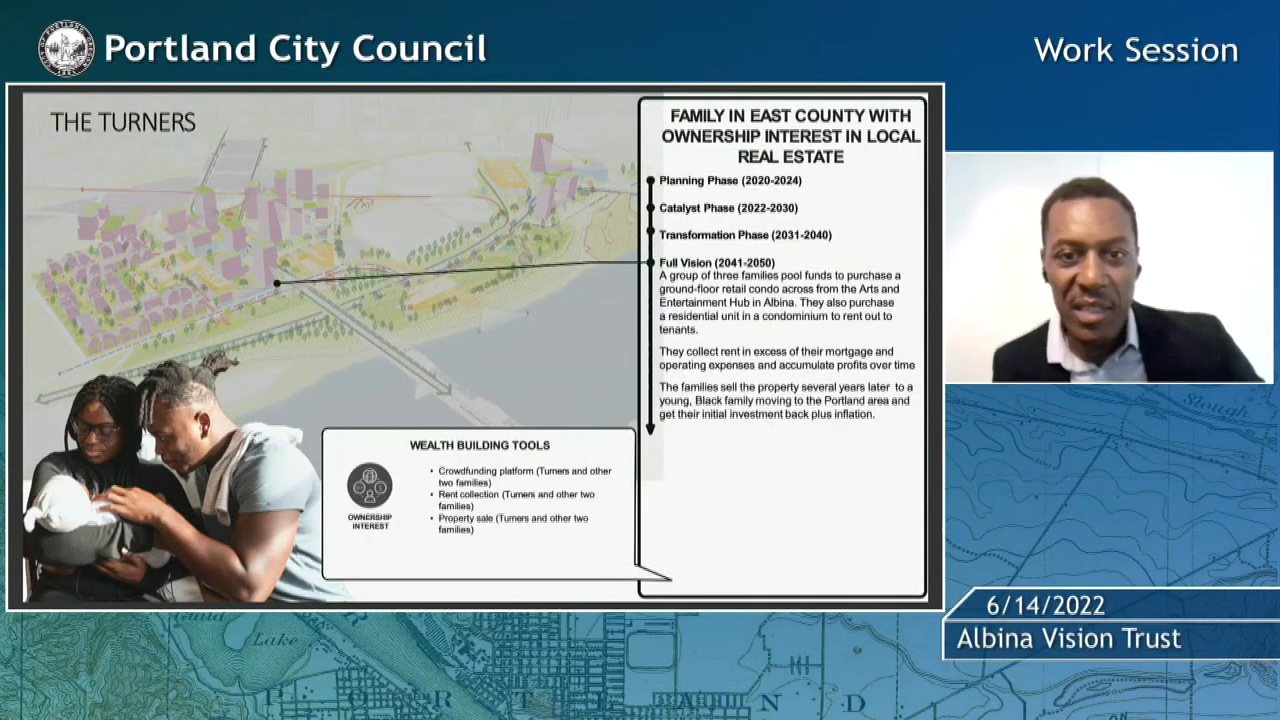 Portland City Council
Work Session
THE TURNERS
FAMILY IN EAST COUNTY WITH
OWNERSHIP INTEREST IN LOCAL
REAL ESTATE
Planning Phase (2020-2024)
Catalyst Phase (2022-2030)
Transformation Phase (2031-2040)
Full Vision (2041-2050)
A group of three families pool funds to purchase a
ground-floor retail condo across from the Arts and
Entertainment Hub in Albina. They also purchase
a residential unit in a condominium to rent out to
tenants.
They collect rent in excess of their mortgage and
operating expenses and accumulate profits over time
The families sell the property several years later to a
young, Black family moving to the Portland area and
get their initial investment back plus inflation.
WEALTH BUILDING TOOLS
OWNERSHIP
INTEREST
• Crowdfunding platform (Turners and other
two families)
• Rent collection (Turners and other two
families)
• Property sale (Turners and other two
families)
6/14/2022
Albina Vision Trust
Slough
Guild
Lake
P O R T L A N D